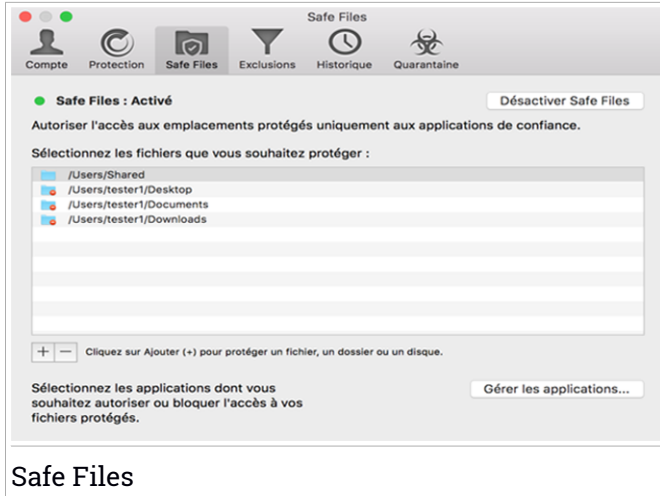 Safe Files
Compte Protection Safe Files Exclusions Historique Quarantaine
Safe Files : Activé
Désactiver Safe Files
Autoriser l'accès aux emplacements protégés uniquement aux applications de confiance.
Sélectionnez les fichiers que vous souhaitez protéger :
/Users/Shared
/Users/tester1/Desktop
/Users/tester1/Documents
/Users/tester1/Downloads
+ − Cliquez sur Ajouter (+) pour protéger un fichier, un dossier ou un disque.
Sélectionnez les applications dont vous
souhaitez autoriser ou bloquer l'accès à vos
fichiers protégés.
Gérer les applications...
Safe Files